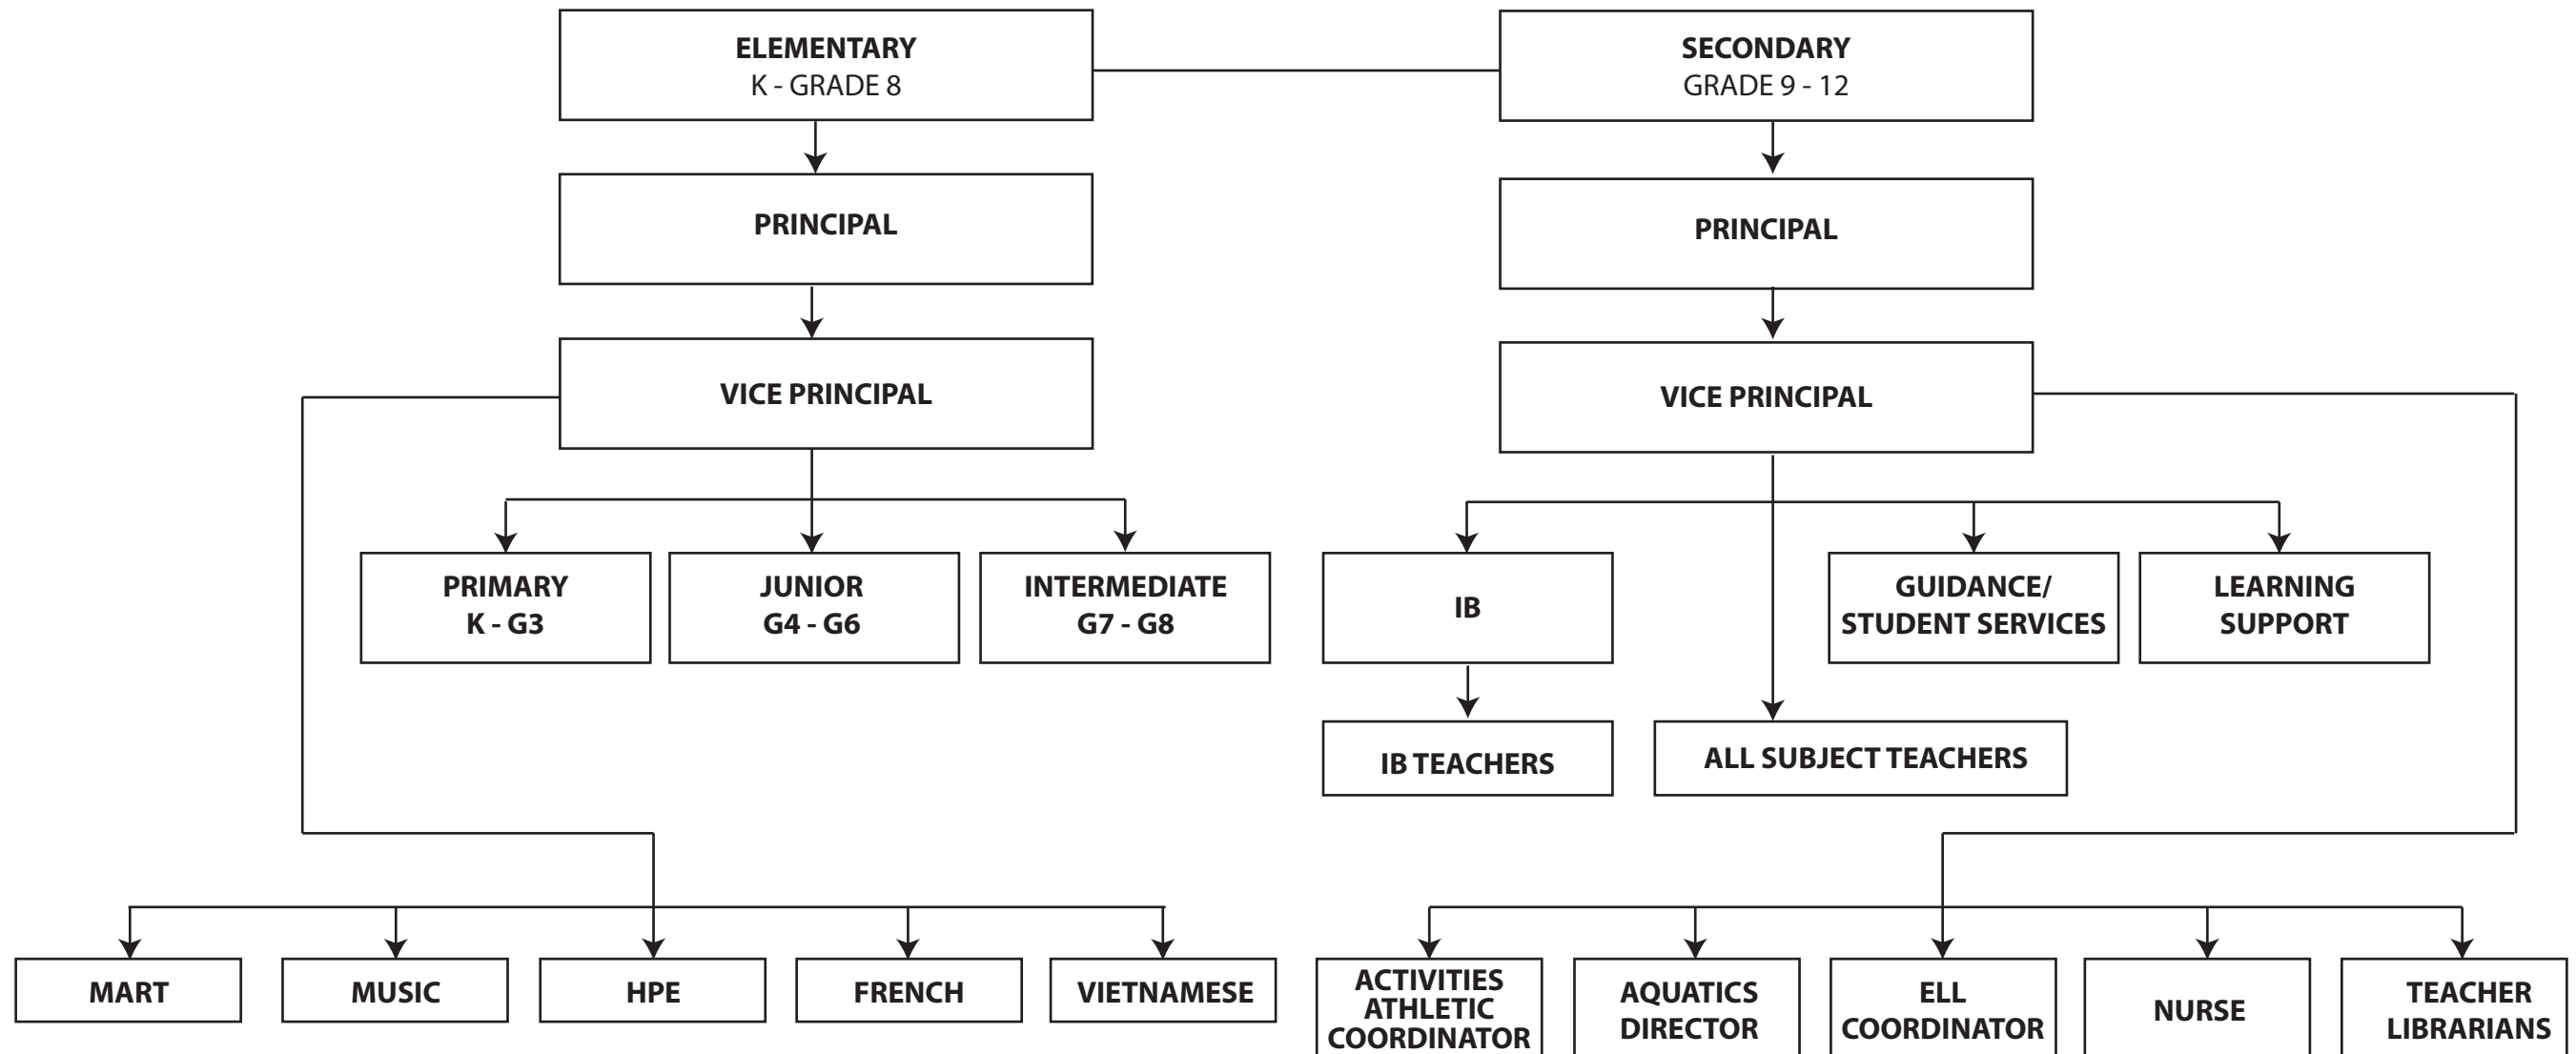 ELEMENTARY
K - GRADE 8
SECONDARY
GRADE 9 - 12
PRINCIPAL
PRINCIPAL
VICE PRINCIPAL
VICE PRINCIPAL
PRIMARY
K - G3
JUNIOR
G4 - G6
INTERMEDIATE
G7 - G8
IB
GUIDANCE/
STUDENT SERVICES
LEARNING
SUPPORT
IB TEACHERS
ALL SUBJECT TEACHERS
MART
MUSIC
HPE
FRENCH
VIETNAMESE
ACTIVITIES
ATHLETIC
COORDINATOR
AQUATICS
DIRECTOR
ELL
COORDINATOR
NURSE
TEACHER
LIBRARIANS